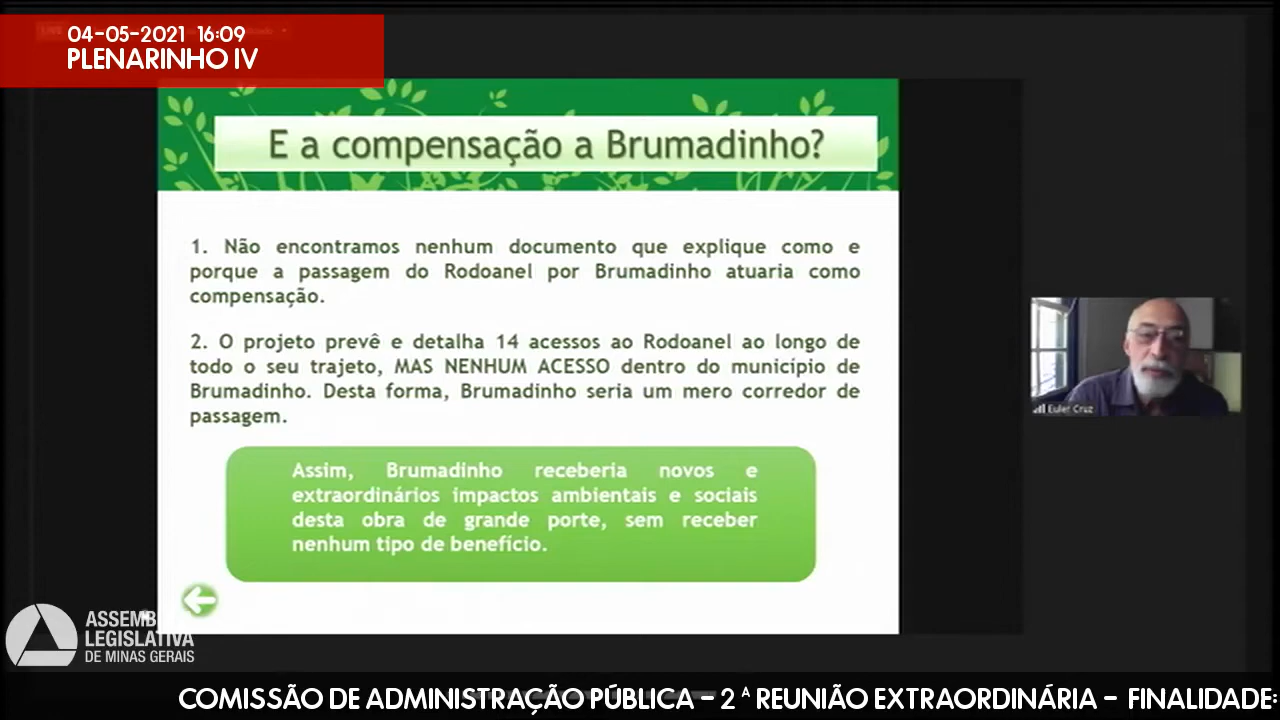 04-05-2021 16:09
PLENARINHO IV
E a compensação a Brumadinho?
1. Não encontramos nenhum documento que explique como e
porque a passagem do Rodoanel por Brumadinho atuaria como
compensação.
2. O projeto prevê e detalha 14 acessos ao Rodoanel ao longo de
todo o seu trajeto, MAS NENHUM ACESSO dentro do município de
Brumadinho. Desta forma, Brumadinho seria um mero corredor de
passagem.
Assim, Brumadinho receberia novos e
extraordinários impactos ambientais e sociais
desta obra de grande porte, sem receber
nenhum tipo de benefício.
Euler Cruz
LEGISLATIVA
DE MINAS GERAIS
COMISSÃO DE ADMINISTRAÇÃO PÚBLICA - 2ª REUNIÃO EXTRAORDINÁRIA - FINALIDADE: